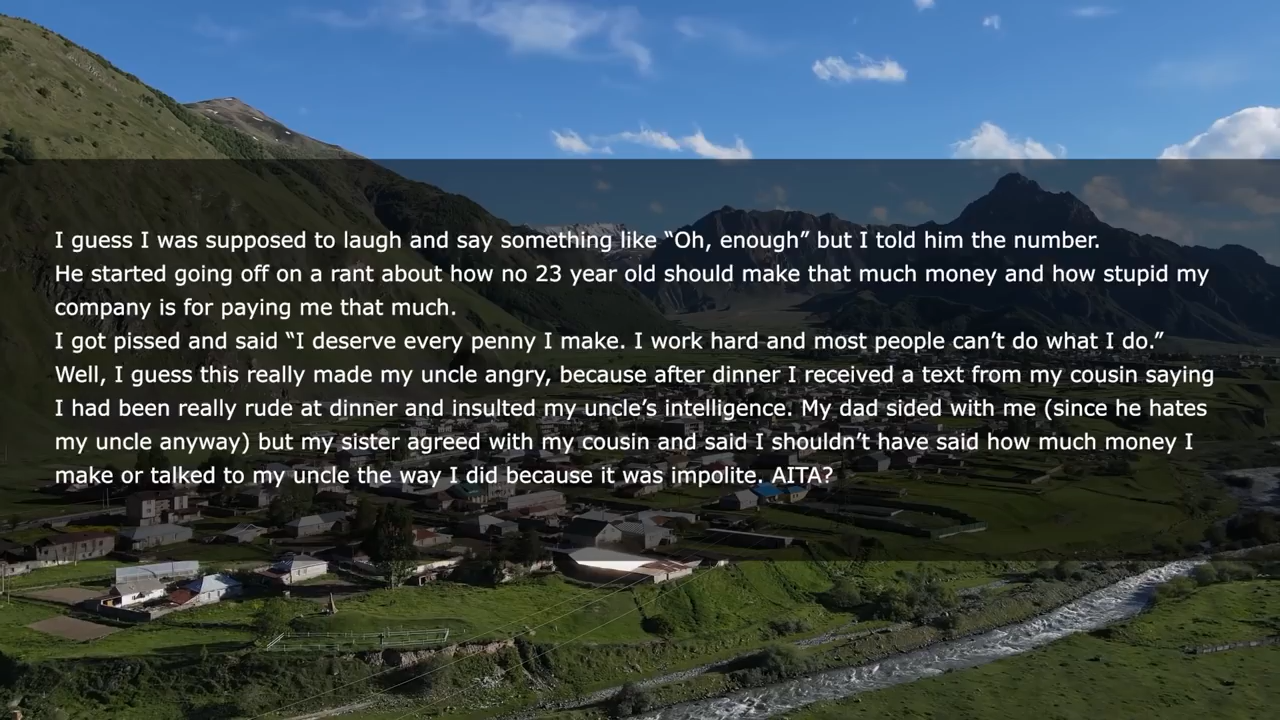 I guess I was supposed to laugh and say something like “Oh, enough” but I told him the number.
He started going off on a rant about how no 23 year old should make that much money and how stupid my
company is for paying me that much.
I got pissed and said “I deserve every penny I make. I work hard and most people can’t do what I do.”
Well, I guess this really made my uncle angry, because after dinner I received a text from my cousin saying
I had been really rude at dinner and insulted my uncle’s intelligence. My dad sided with me (since he hates
my uncle anyway) but my sister agreed with my cousin and said I shouldn’t have said how much money I
make or talked to my uncle the way I did because it was impolite. AITA?